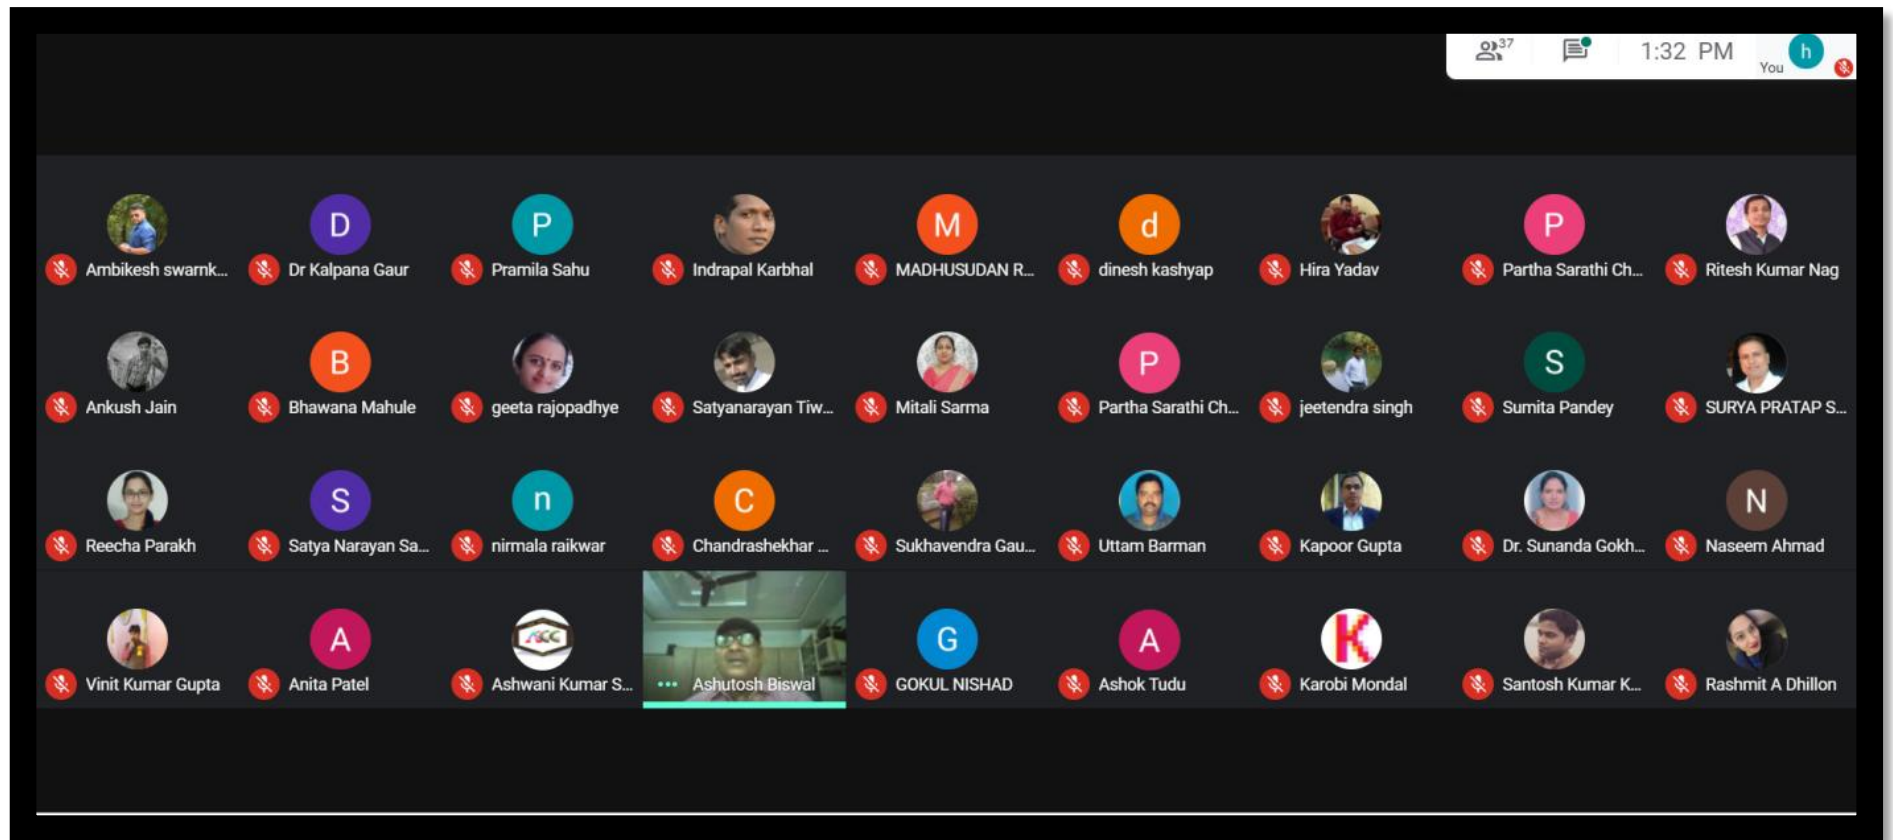 37 1:32 PM You h
D P M d P
Ambikesh swarnk... Dr Kalpana Gaur Pramila Sahu Indrapal Karbhal MADHUSUDAN R... dinesh kashyap Hira Yadav Partha Sarathi Ch... Ritesh Kumar Nag
B P S
Ankush Jain Bhawana Mahule geeta rajopadhye Satyanarayan Tiw... Mitali Sarma Partha Sarathi Ch... jeetendra singh Sumita Pandey SURYA PRATAP S...
S n C N
Reecha Parakh Satya Narayan Sa... nirmala raikwar Chandrashekhar ... Sukhavendra Gau... Uttam Barman Kapoor Gupta Dr. Sunanda Gokh... Naseem Ahmad
A ACC G A K
Vinit Kumar Gupta Anita Patel Ashwani Kumar S... Ashutosh Biswal GOKUL NISHAD Ashok Tudu Karobi Mondal Santosh Kumar K... Rashmit A Dhillon